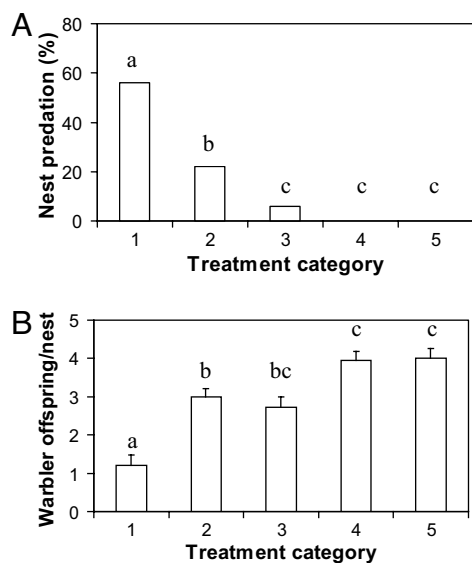 A
Nest predation (%)
80
60
40
20
0
a
b
c
c
c
1 2 3 4 5
Treatment category
B
Warbler offspring/nest
5
4
3
2
1
0
a
b
bc
c
c
1 2 3 4 5
Treatment category